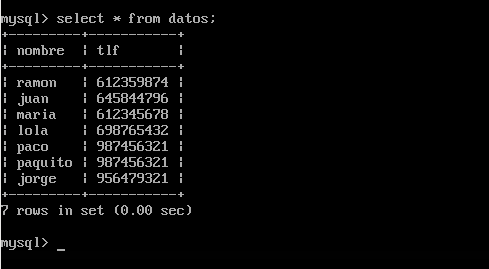 mysql> select * from datos;
+---------+-----------+
| nombre  | tlf       |
+---------+-----------+
| ramon   | 612359874 |
| juan    | 645844796 |
| maria   | 612345678 |
| lola    | 698765432 |
| paco    | 987456321 |
| paquito | 987456321 |
| jorge   | 956479321 |
+---------+-----------+
7 rows in set (0.00 sec)
mysql> _